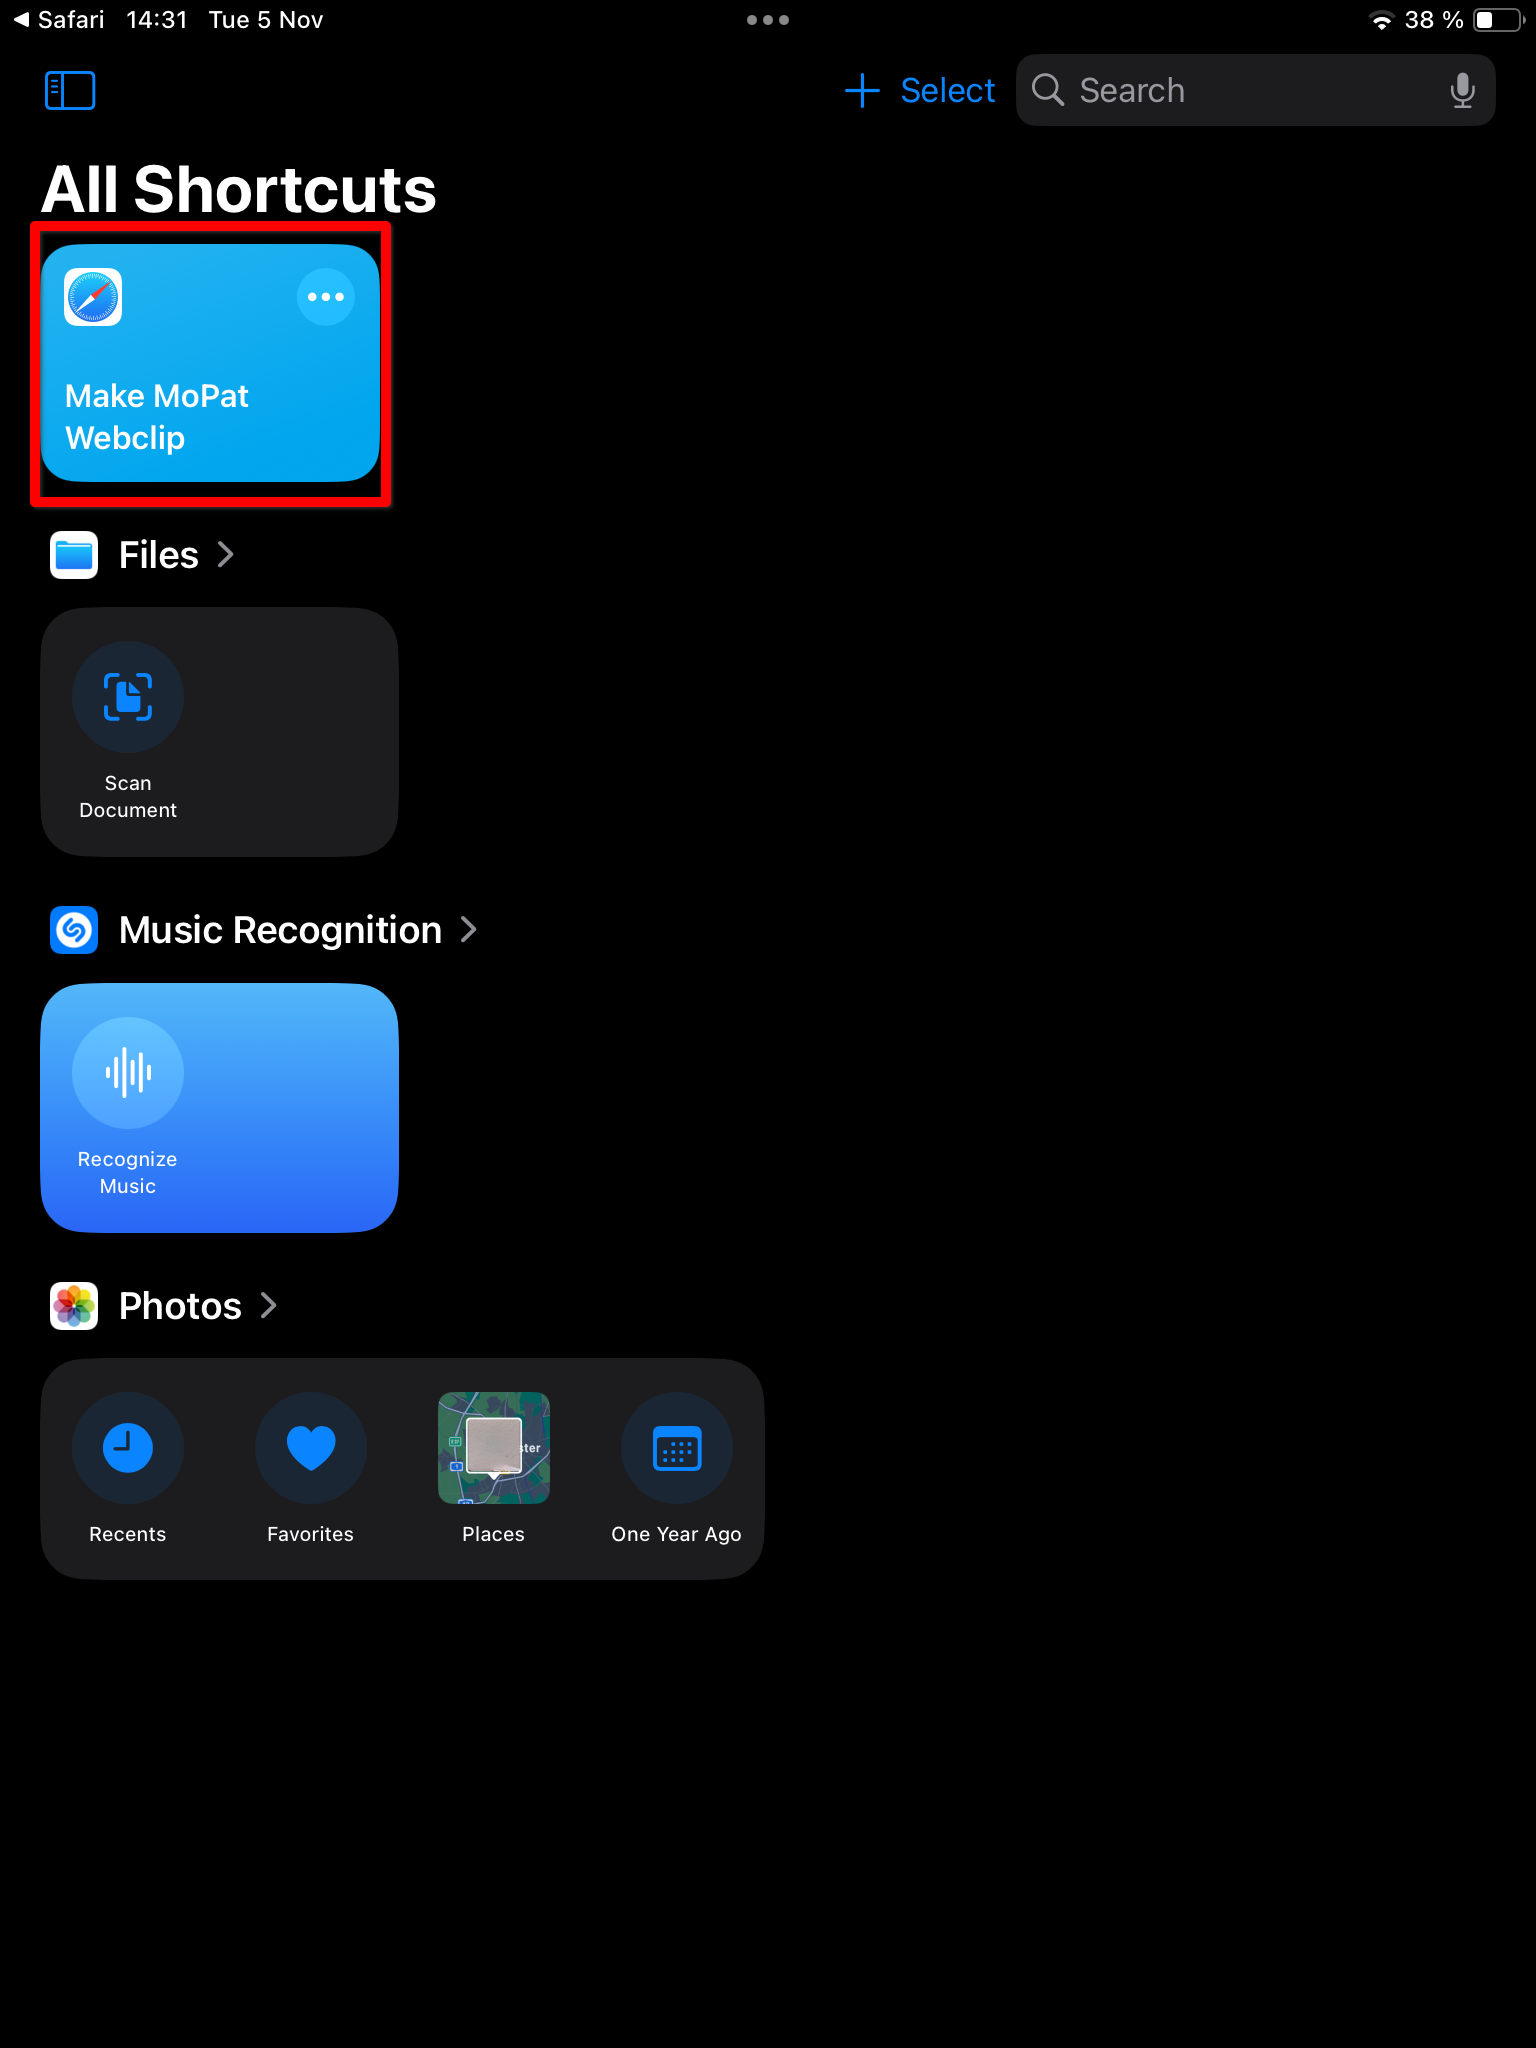 Safari 14:31 Tue 5 Nov 38 %
Select Search
All Shortcuts
Make MoPat
Webclip
Files
Scan
Document
Music Recognition
Recognize
Music
Photos
ster
Recents Favorites Places One Year Ago